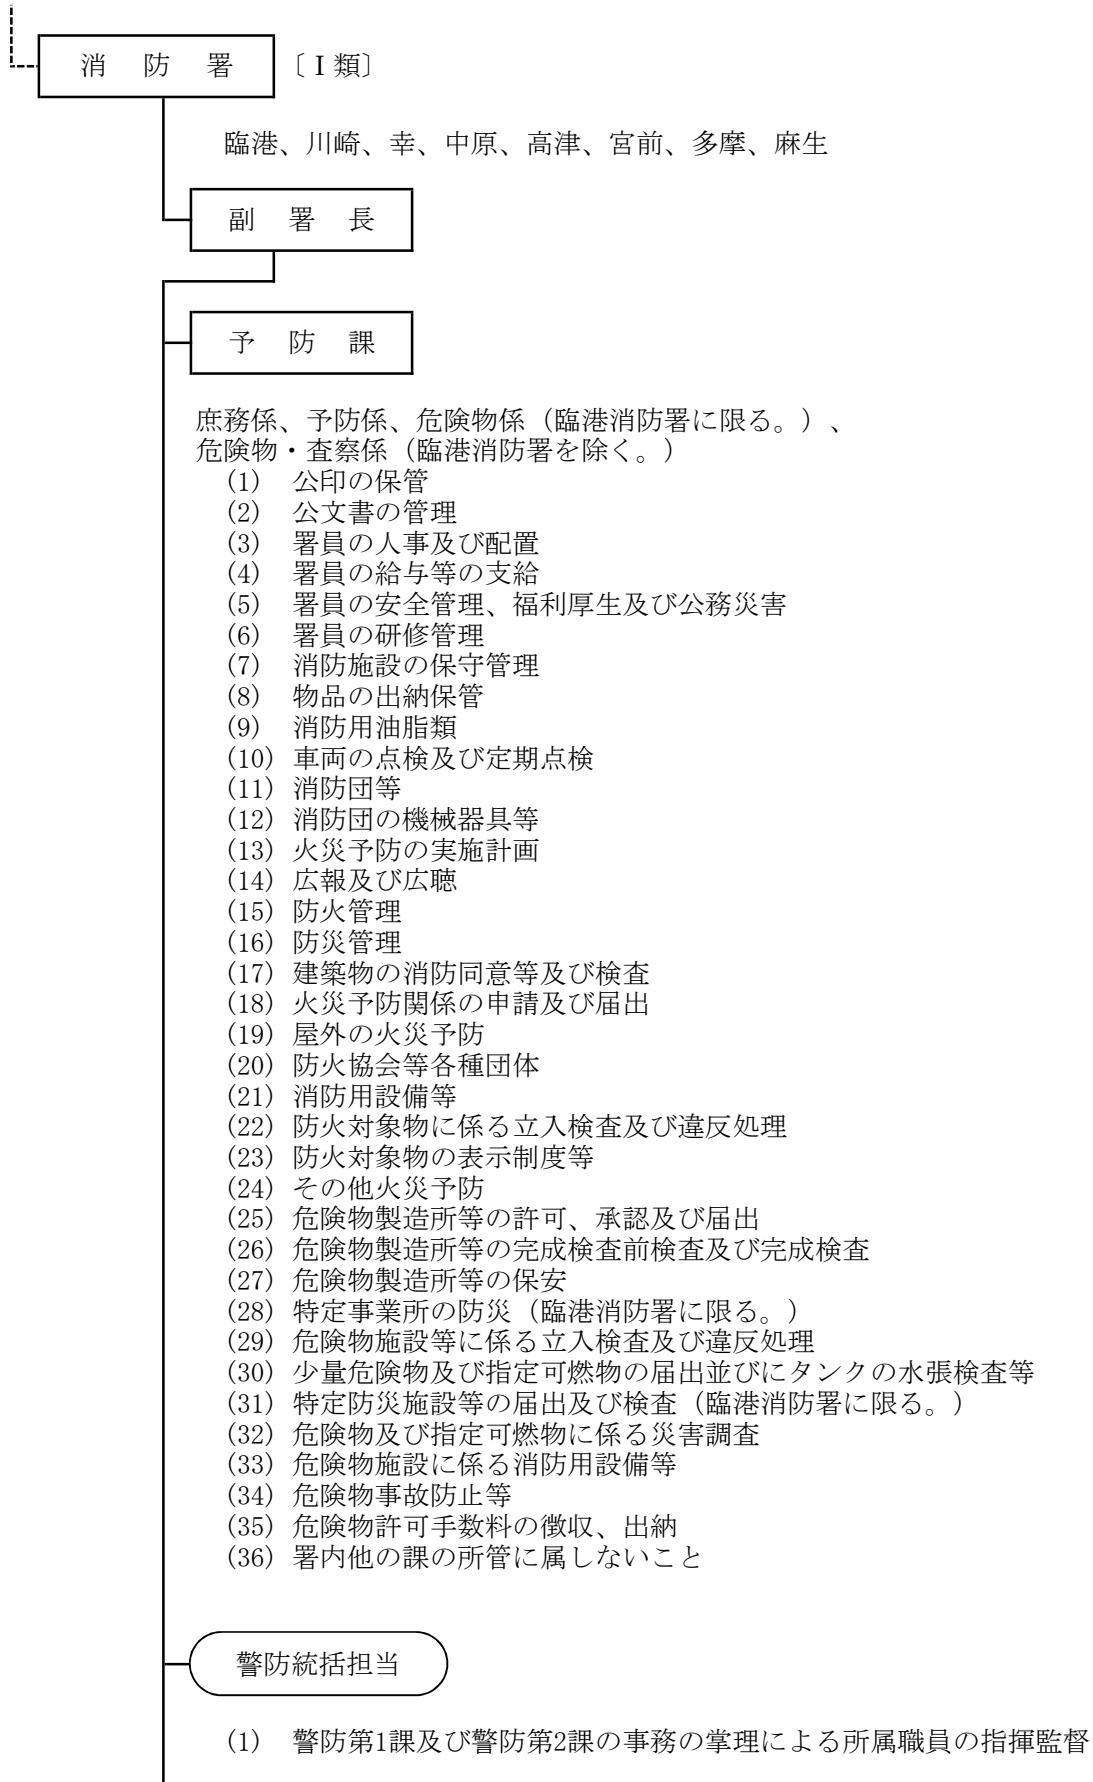 消防署 〔Ⅰ類〕
臨港、川崎、幸、中原、高津、宮前、多摩、麻生
副署長
予防課
庶務係、予防係、危険物係（臨港消防署に限る。）、
危険物・査察係（臨港消防署を除く。）
(1) 公印の保管
(2) 公文書の管理
(3) 署員の人事及び配置
(4) 署員の給与等の支給
(5) 署員の安全管理、福利厚生及び公務災害
(6) 署員の研修管理
(7) 消防施設の保守管理
(8) 物品の出納保管
(9) 消防用油脂類
(10) 車両の点検及び定期点検
(11) 消防団等
(12) 消防団の機械器具等
(13) 火災予防の実施計画
(14) 広報及び広聴
(15) 防火管理
(16) 防災管理
(17) 建築物の消防同意等及び検査
(18) 火災予防関係の申請及び届出
(19) 屋外の火災予防
(20) 防火協会等各種団体
(21) 消防用設備等
(22) 防火対象物に係る立入検査及び違反処理
(23) 防火対象物の表示制度等
(24) その他火災予防
(25) 危険物製造所等の許可、承認及び届出
(26) 危険物製造所等の完成検査前検査及び完成検査
(27) 危険物製造所等の保安
(28) 特定事業所の防災（臨港消防署に限る。）
(29) 危険物施設等に係る立入検査及び違反処理
(30) 少量危険物及び指定可燃物の届出並びにタンクの水張検査等
(31) 特定防災施設等の届出及び検査（臨港消防署に限る。）
(32) 危険物及び指定可燃物に係る災害調査
(33) 危険物施設に係る消防用設備等
(34) 危険物事故防止等
(35) 危険物許可手数料の徴収、出納
(36) 署内他の課の所管に属しないこと
警防統括担当
(1) 警防第1課及び警防第2課の事務の掌理による所属職員の指揮監督